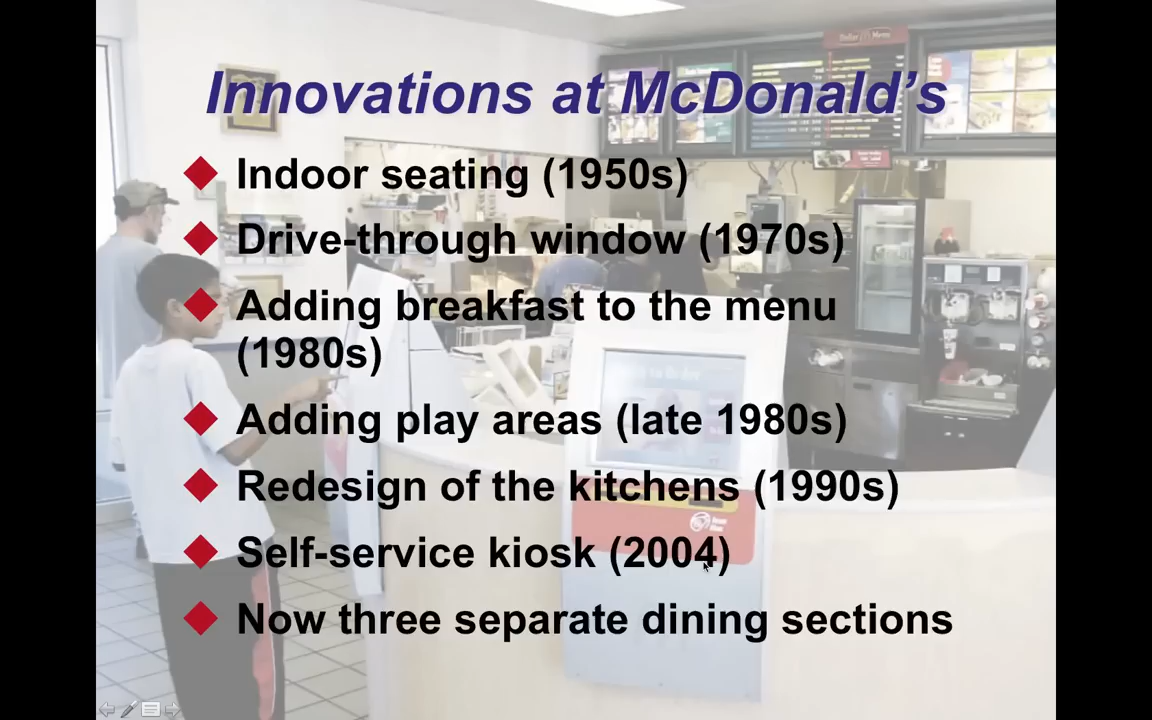 Innovations at McDonald's
Indoor seating (1950s)
Drive-through window (1970s)
Adding breakfast to the menu
(1980s)
Adding play areas (late 1980s)
Redesign of the kitchens (1990s)
Self-service kiosk (2004)
Now three separate dining sections